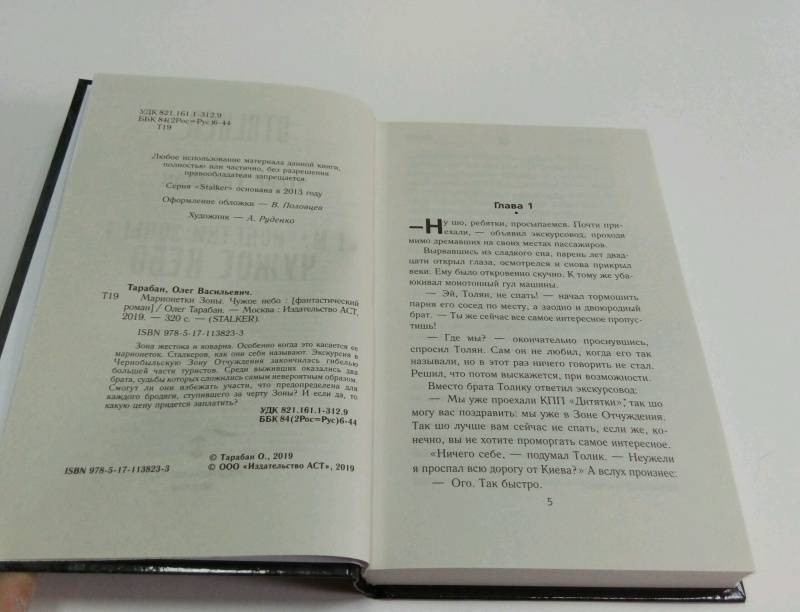 УДК 821.161.1-312.9
ББК 84(2Рос=Рус)6-44
Т19
Любое использование материала данной книги,
полностью или частично, без разрешения
правообладателя запрещается.
Серия «Stalker» основана в 2013 году
Оформление обложки — В. Половцев
Художник — А. Руденко
Тарабан, Олег Васильевич.
Т19 Марионетки Зоны. Чужое небо : [фантастический
роман] / Олег Тарабан. — Москва : Издательство АСТ,
2019. — 320 с. — (STALKER).
ISBN 978-5-17-113823-3
Зона жестока и коварна. Особенно когда это касается ее
марионеток. Сталкеров, как они себя называют. Экскурсия в
Чернобыльскую Зону Отчуждения закончилась гибелью
большей части туристов. Среди выживших оказались два
брата, судьбы которых сложились самым невероятным образом.
Смогут ли они избежать участи, что предопределена для
каждого бродяги, ступившего за черту Зоны? И если да, то
какую цену придется заплатить?
УДК 821.161.1-312.9
ББК 84(2Рос=Рус)6-44
© Тарабан О., 2019
ISBN 978-5-17-113823-3
© ООО «Издательство АСТ», 2019
Глава 1
—Ну шо, ребятки, просыпаемся. Почти при-
ехали, — объявил экскурсовод, проходя
мимо дремавших на своих местах пассажиров.
Вырвавшись из сладкого сна, парень лет двад-
цати открыл глаза, осмотрелся и снова прикрыл
веки. Ему было откровенно скучно. К тому же уба-
юкивал монотонный гул машины.
— Эй, Толян, не спать! — начал тормошить
парня его сосед по месту, а заодно и двоюродный
брат. — Ты же сейчас все самое интересное пропус-
тишь!
— Где мы? — окончательно проснувшись,
спросил Толян. Сам он не любил, когда его так
называли, но в этот раз ничего говорить не стал.
Решил, что потом выскажется, при возможности.
Вместо брата Толику ответил экскурсовод:
— Мы уже проехали КПП «Дитятки», так шо
могу вас поздравить: мы уже в Зоне Отчуждения.
Так шо лучше вам сейчас не спать, если же, ко-
нечно, вы не хотите проморгать самое интересное.
«Ничего себе, — подумал Толик. — Неужели
я проспал всю дорогу от Киева?» А вслух произнес:
— Ого. Так быстро.
5